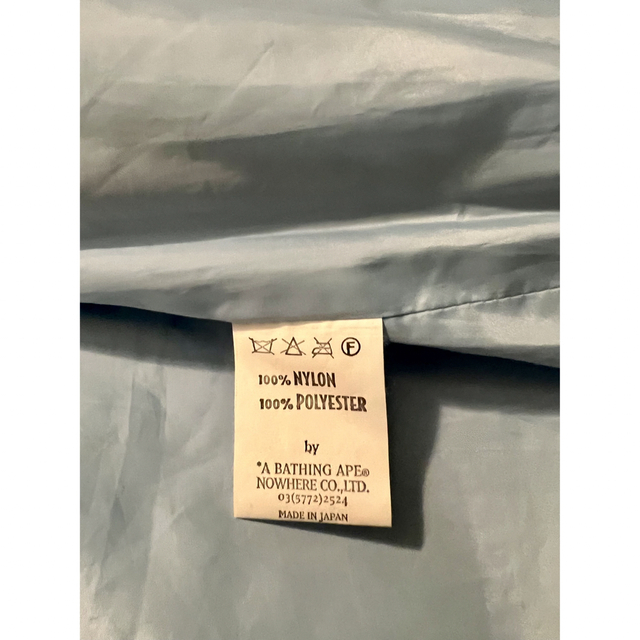 F
100% NYLON
100% POLYESTER
by
*A BATHING APE®
NOWHERE CO.,LTD.
03(5772)2524
MADE IN JAPAN